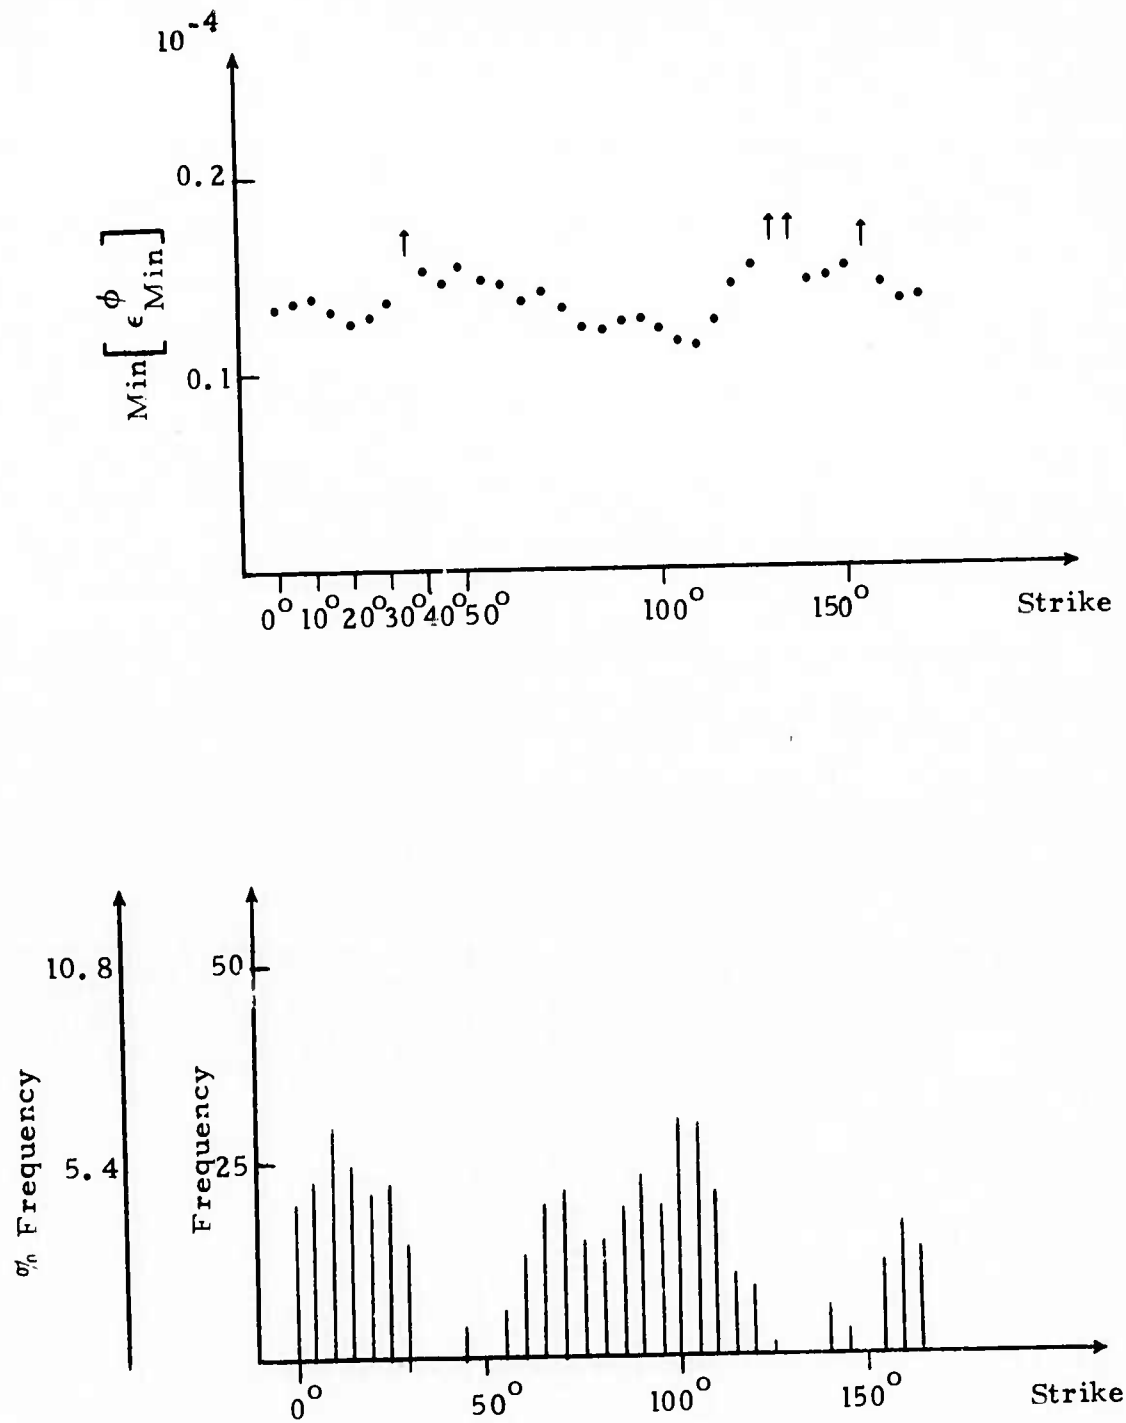 10-4
0.2
Min[ϵ ϕ Min]
0.1
0° 10° 20° 30° 40° 50° 100° 150° Strike
10.8 50
% Frequency
Frequency
5.4 25
0° 50° 100° 150° Strike